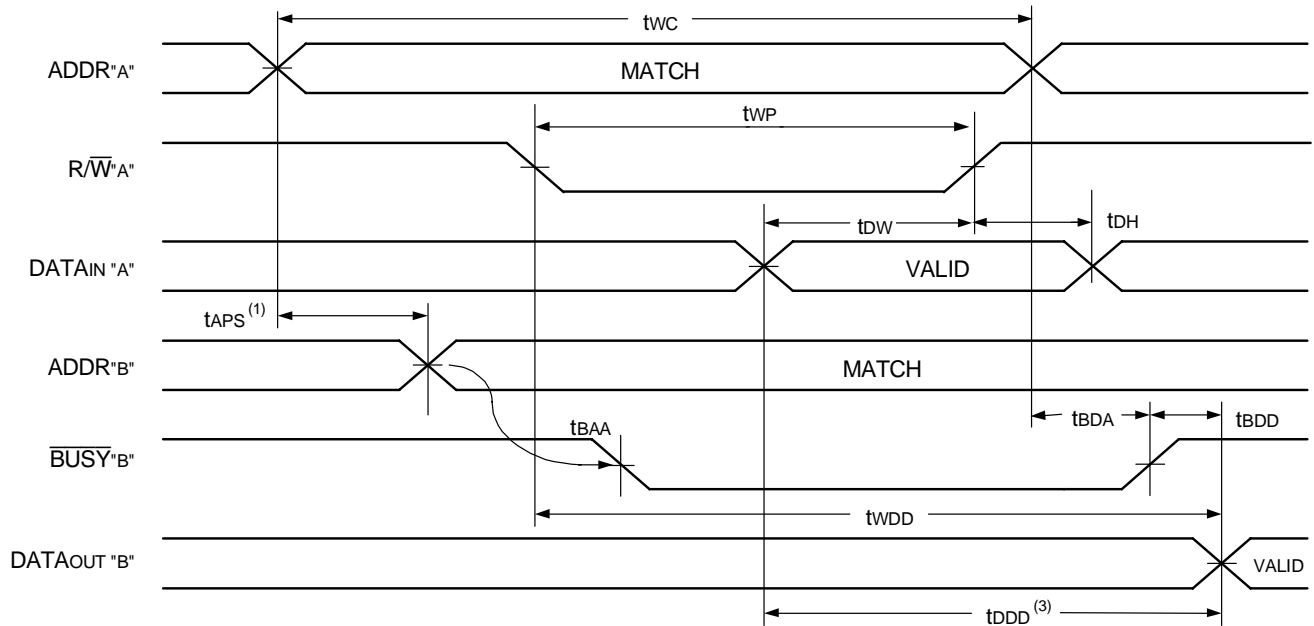 tWC
ADDR"A"
MATCH
tWP
R/W̅"A"
tDW
tDH
DATAIN "A"
VALID
tAPS (1)
ADDR"B"
MATCH
tBAA
tBDA
tBDD
B̅U̅S̅Y̅"B"
tWDD
DATAOUT "B"
VALID
tDDD (3)